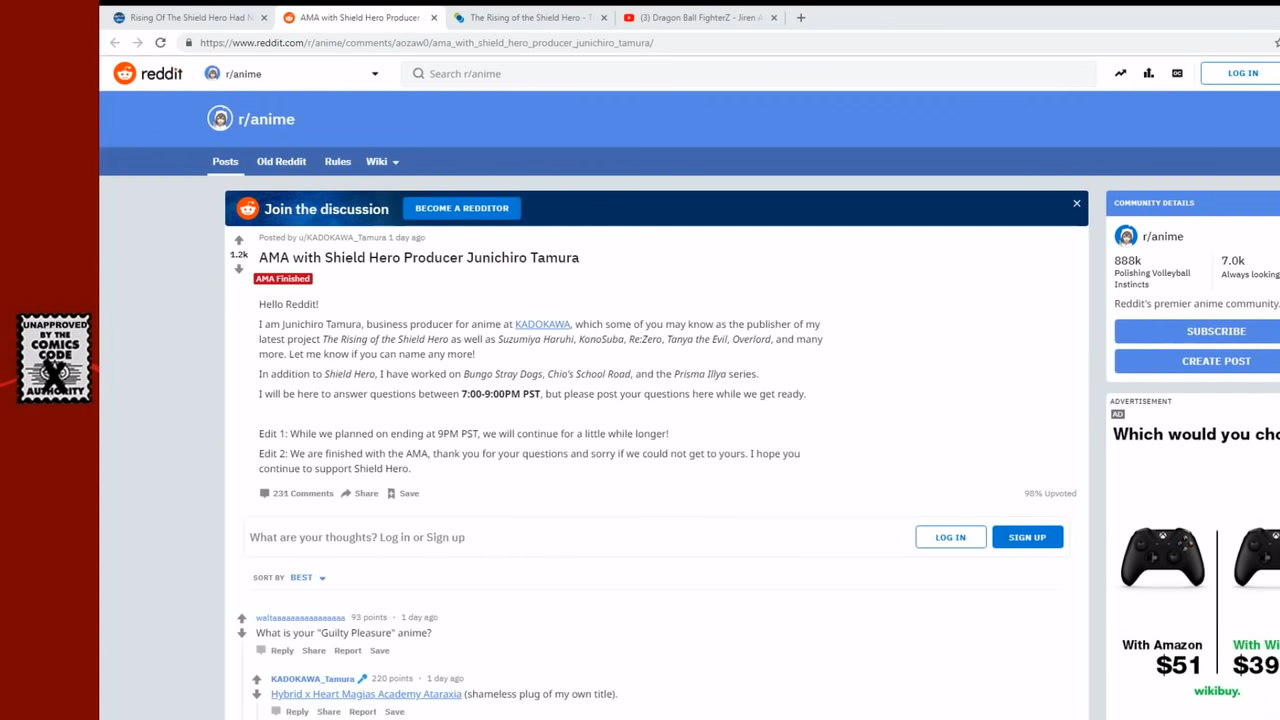 Rising Of The Shield Hero Had N
AMA with Shield Hero Producer
The Rising of the Shield Hero - T
(3) Dragon Ball FighterZ - Jiren A
https://www.reddit.com/r/anime/comments/aozaw0/ama_with_shield_hero_producer_junichiro_tamura/
reddit
r/anime
Search r/anime
LOG IN
r/anime
Posts
Old Reddit
Rules
Wiki
Join the discussion
BECOME A REDDITOR
COMMUNITY DETAILS
r/anime
888k
7.0k
Polishing Volleyball
Instincts
Always looking
Reddit's premier anime community.
SUBSCRIBE
CREATE POST
Posted by u/KADOKAWA_Tamura 1 day ago
1.2k
AMA with Shield Hero Producer Junichiro Tamura
AMA Finished
Hello Reddit!
I am Junichiro Tamura, business producer for anime at KADOKAWA, which some of you may know as the publisher of my
latest project The Rising of the Shield Hero as well as Suzumiya Haruhi, KonoSuba, Re:Zero, Tanya the Evil, Overlord, and many
more. Let me know if you can name any more!
In addition to Shield Hero, I have worked on Bungo Stray Dogs, Chio's School Road, and the Prisma Illya series.
I will be here to answer questions between 7:00-9:00PM PST, but please post your questions here while we get ready.
Edit 1: While we planned on ending at 9PM PST, we will continue for a little while longer!
Edit 2: We are finished with the AMA, thank you for your questions and sorry if we could not get to yours. I hope you
continue to support Shield Hero.
231 Comments Share Save
98% Upvoted
What are your thoughts? Log in or Sign up
LOG IN
SIGN UP
SORT BY BEST
waltaaaaaaaaaaaaaaaa 93 points · 1 day ago
What is your "Guilty Pleasure" anime?
Reply Share Report Save
KADOKAWA_Tamura 220 points · 1 day ago
Hybrid x Heart Magias Academy Ataraxia (shameless plug of my own title).
Reply Share Report Save
ADVERTISEMENT
AD
Which would you cho
With Amazon
$51
With Wi
$39
wikibuy.
UNAPPROVED
BY THE
COMICS
CODE
AUTHORITY